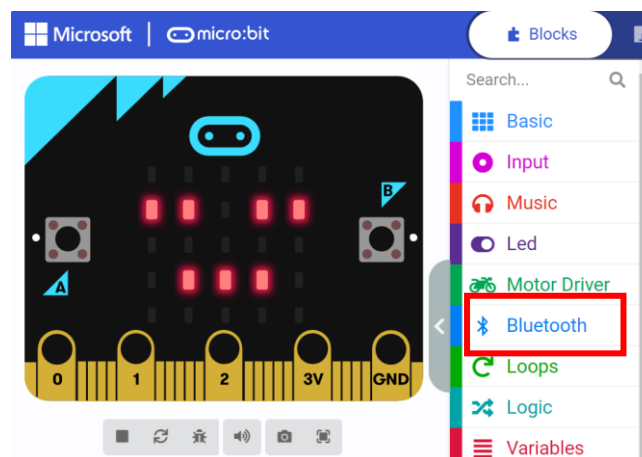 Microsoft | micro:bit
Blocks
Search...
Basic
Input
Music
Led
Motor Driver
Bluetooth
Loops
Logic
Variables
B
A
0 1 2 3V GND